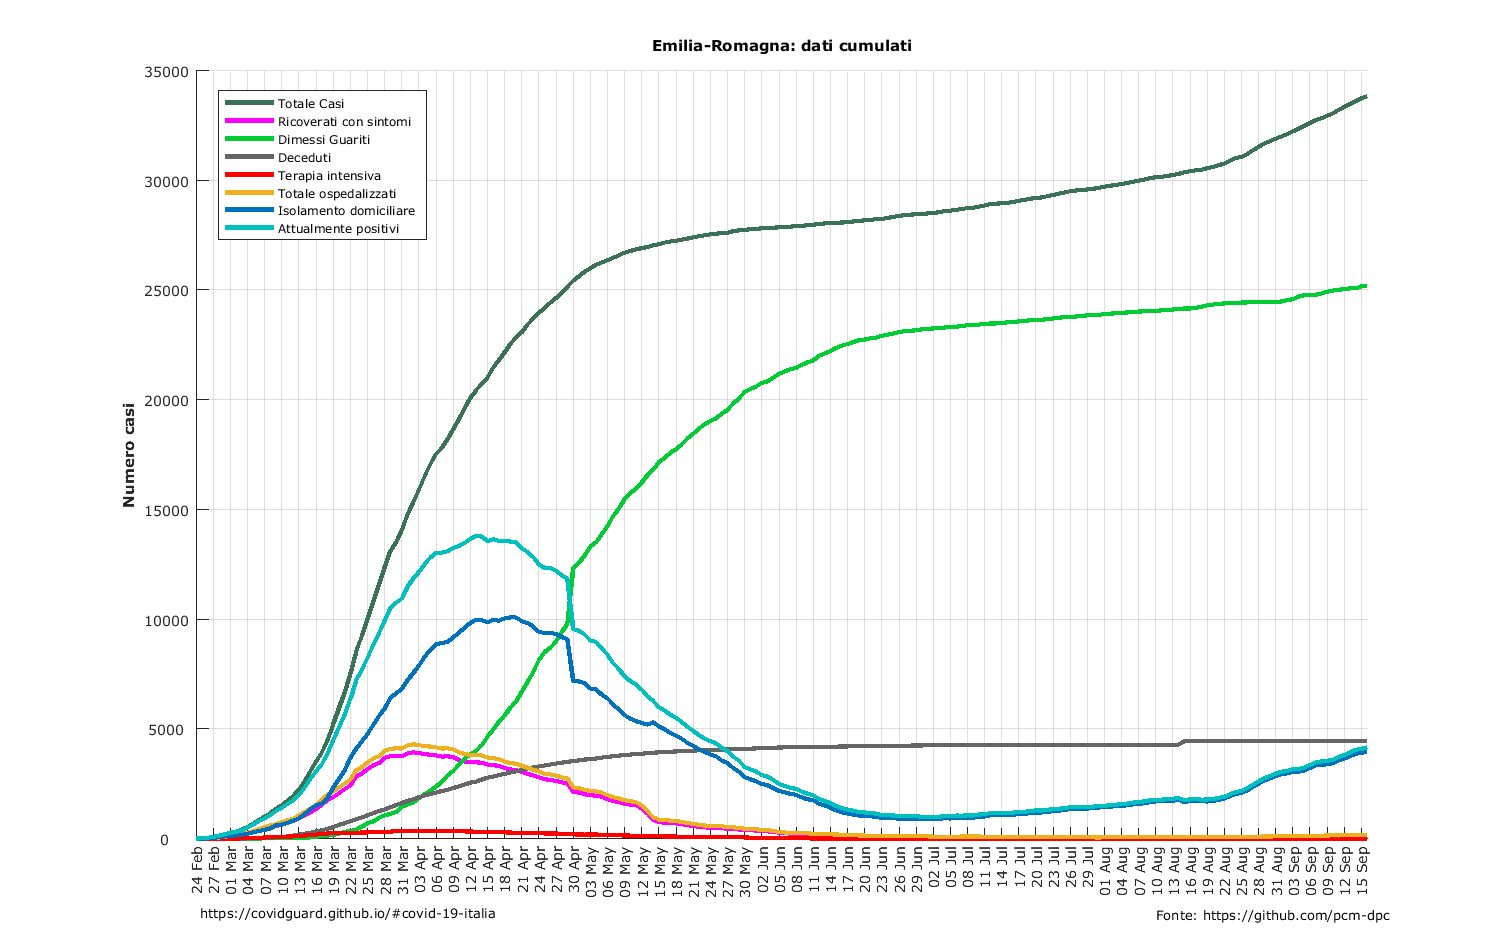 Emilia-Romagna: dati cumulati
35000
30000
25000
20000
15000
10000
5000
0
Numero casi
Totale Casi
Ricoverati con sintomi
Dimessi Guariti
Deceduti
Terapia intensiva
Totale ospedalizzati
Isolamento domiciliare
Attualmente positivi
24 Feb
27 Feb
01 Mar
04 Mar
07 Mar
10 Mar
13 Mar
16 Mar
19 Mar
22 Mar
25 Mar
28 Mar
31 Mar
03 Apr
06 Apr
09 Apr
12 Apr
15 Apr
18 Apr
21 Apr
24 Apr
27 Apr
30 Apr
03 May
06 May
09 May
12 May
15 May
18 May
21 May
24 May
27 May
30 May
02 Jun
05 Jun
08 Jun
11 Jun
14 Jun
17 Jun
20 Jun
23 Jun
26 Jun
29 Jun
02 Jul
05 Jul
08 Jul
11 Jul
14 Jul
17 Jul
20 Jul
23 Jul
26 Jul
29 Jul
01 Aug
04 Aug
07 Aug
10 Aug
13 Aug
16 Aug
19 Aug
22 Aug
25 Aug
28 Aug
31 Aug
03 Sep
06 Sep
09 Sep
12 Sep
15 Sep
https://covidguard.github.io/#covid-19-italia
Fonte: https://github.com/pcm-dpc